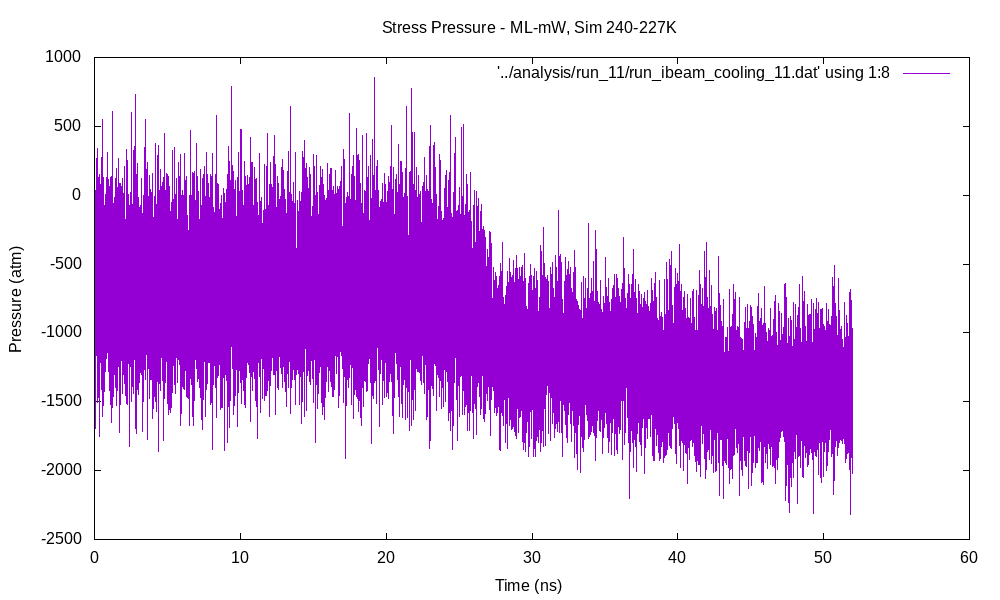 Stress Pressure - ML-mW, Sim 240-227K
'../analysis/run_11/run_ibeam_cooling_11.dat' using 1:8
1000
500
0
-500
-1000
-1500
-2000
-2500
Pressure (atm)
0 10 20 30 40 50 60
Time (ns)